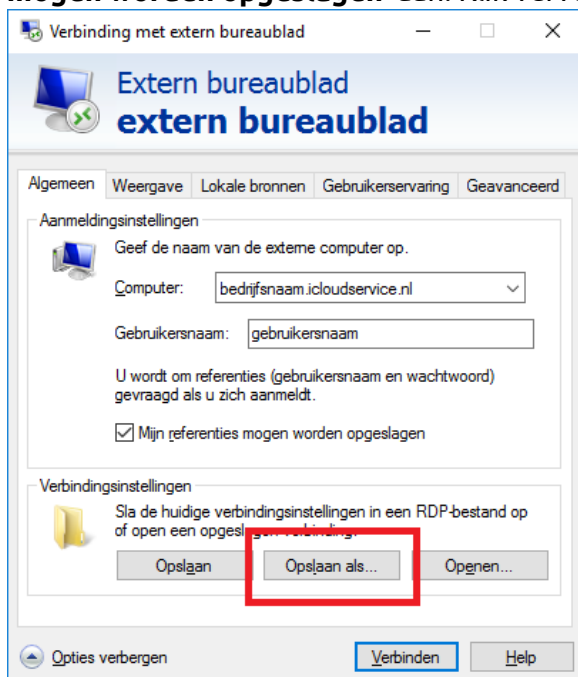 Verbinding met extern bureaublad
Extern bureaublad
extern bureaublad
Algemeen Weergave Lokale bronnen Gebruikerservaring Geavanceerd
Aanmeldingsinstellingen
Geef de naam van de externe computer op.
Computer: bedrijfsnaam.icloudservice.nl
Gebruikersnaam: gebruikersnaam
U wordt om referenties (gebruikersnaam en wachtwoord)
gevraagd als u zich aanmeldt.
Mijn referenties mogen worden opgeslagen
Verbindingsinstellingen
Sla de huidige verbindingsinstellingen in een RDP-bestand op
of open een
Opslaan Opslaan als... Openen...
Opties verbergen Verbinden Help